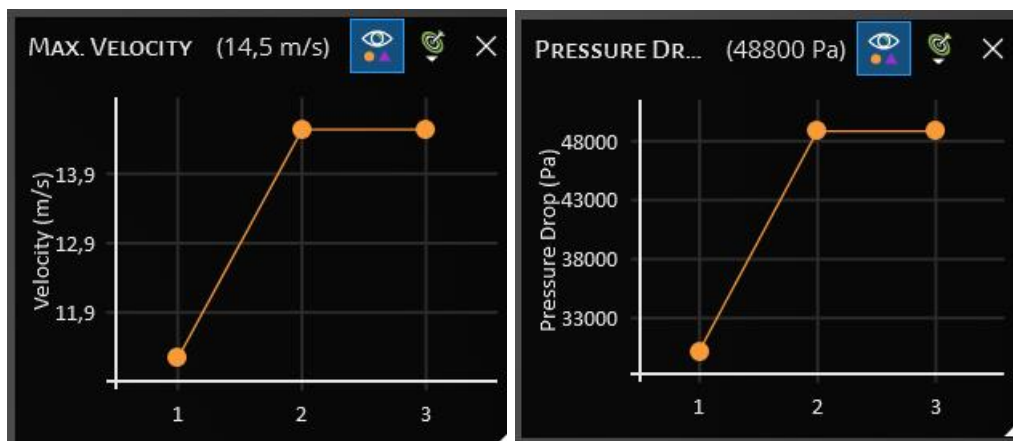 MAX. VELOCITY (14,5 m/s)
Velocity (m/s)
13,9
12,9
11,9
1 2 3
PRESSURE DR... (48800 Pa)
Pressure Drop (Pa)
48000
43000
38000
33000
1 2 3